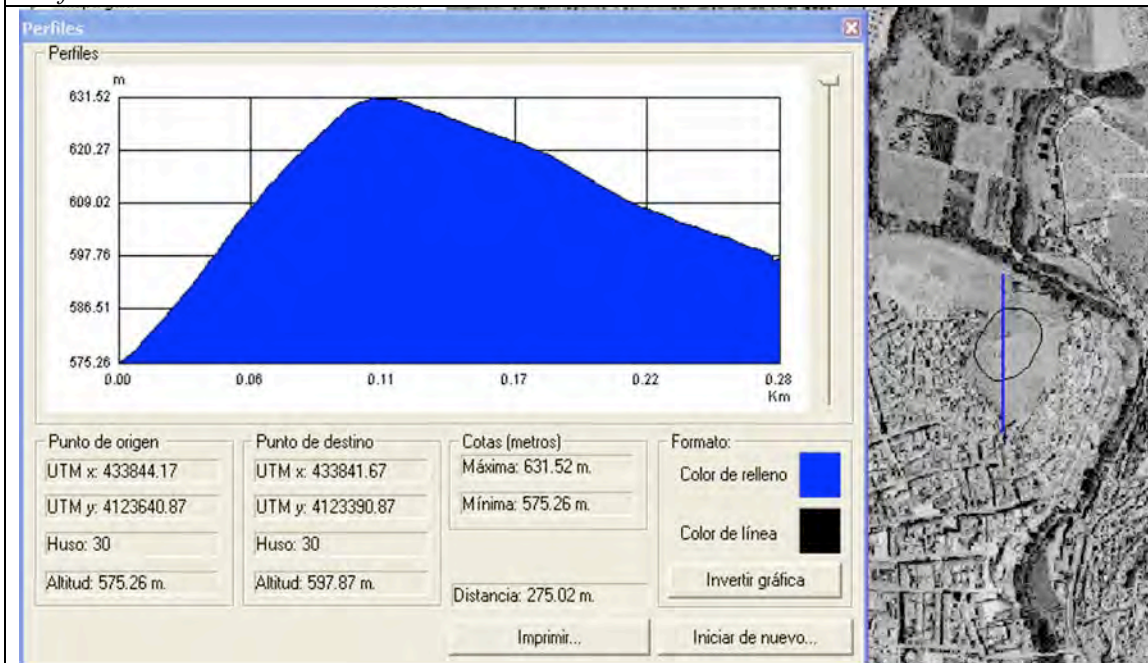 Perfiles
Perfiles
m
631.52
620.27
609.02
597.76
586.51
575.26
0.00 0.06 0.11 0.17 0.22 0.28
Km
Punto de origen
UTM x: 433844.17
UTM y: 4123640.87
Huso: 30
Altitud: 575.26 m.
Punto de destino
UTM x: 433841.67
UTM y: 4123390.87
Huso: 30
Altitud: 597.87 m.
Cotas (metros)
Máxima: 631.52 m.
Mínima: 575.26 m.
Distancia: 275.02 m.
Formato:
Color de relleno
Color de línea
Invertir gráfica
Imprimir...
Iniciar de nuevo...